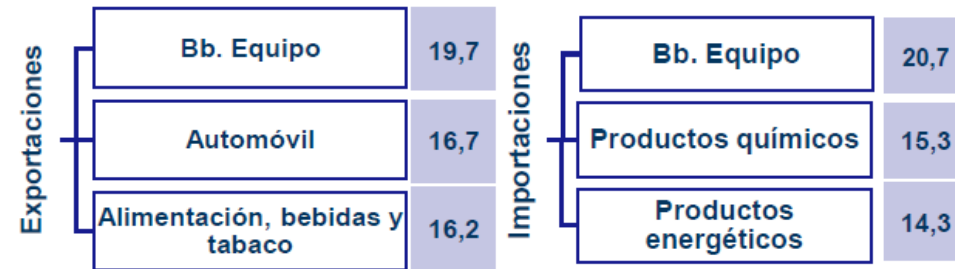 Exportaciones
Bb. Equipo
19,7
Automóvil
16,7
Alimentación, bebidas y
tabaco
16,2
Importaciones
Bb. Equipo
20,7
Productos químicos
15,3
Productos
energéticos
14,3